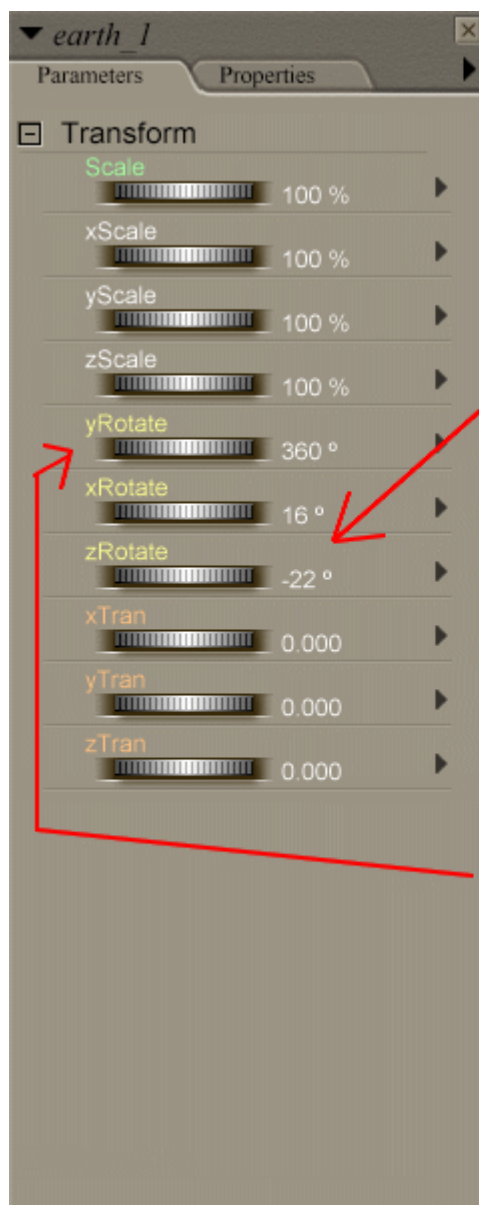 earth_1
Parameters Properties
Transform
Scale
100 %
xScale
100 %
yScale
100 %
zScale
100 %
yRotate
360 º
xRotate
16 º
zRotate
-22 º
xTran
0.000
yTran
0.000
zTran
0.000